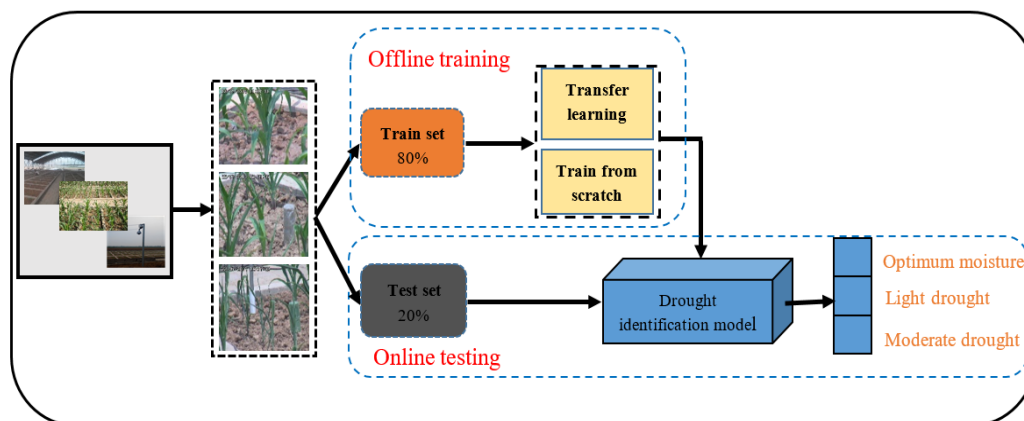 Offline training
Transfer
learning
Train set
80%
Train from
scratch
Test set
20%
Drought
identification model
Optimum moisture
Light drought
Moderate drought
Online testing